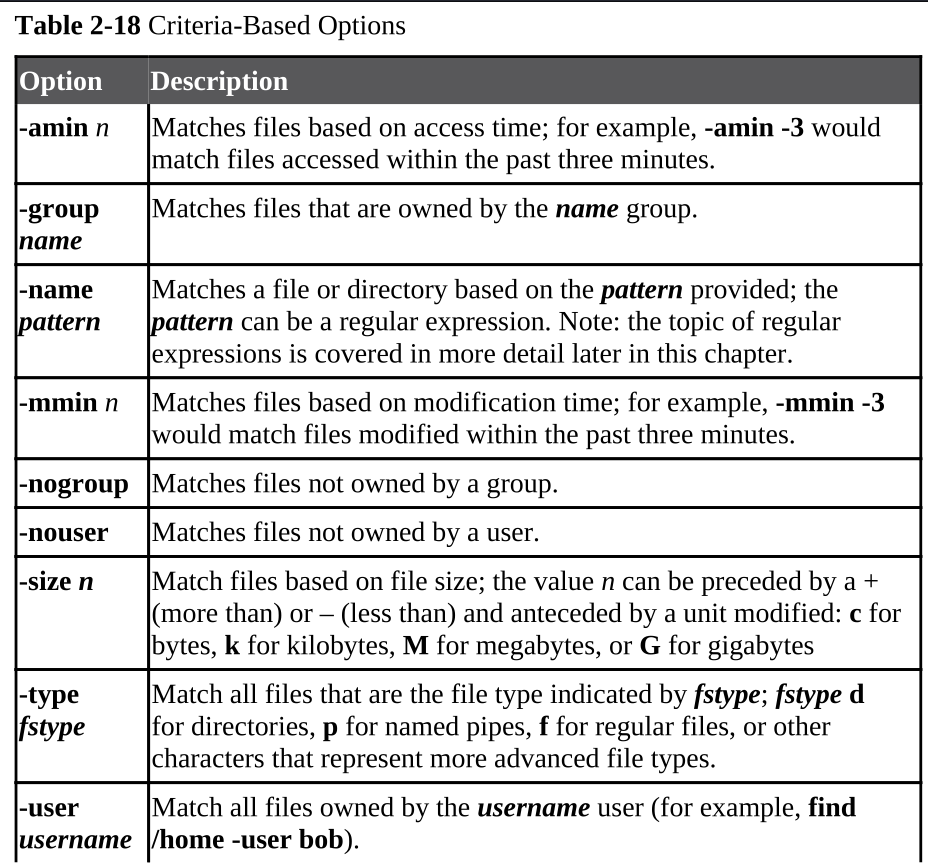 Table 2-18 Criteria-Based Options
Option Description
-amin n Matches files based on access time; for example, -amin -3 would
match files accessed within the past three minutes.
-group Matches files that are owned by the name group.
name
-name Matches a file or directory based on the pattern provided; the
pattern pattern can be a regular expression. Note: the topic of regular
expressions is covered in more detail later in this chapter.
-mmin n Matches files based on modification time; for example, -mmin -3
would match files modified within the past three minutes.
-nogroup Matches files not owned by a group.
-nouser Matches files not owned by a user.
-size n Match files based on file size; the value n can be preceded by a +
(more than) or – (less than) and anteceded by a unit modified: c for
bytes, k for kilobytes, M for megabytes, or G for gigabytes
-type Match all files that are the file type indicated by fstype; fstype d
fstype for directories, p for named pipes, f for regular files, or other
characters that represent more advanced file types.
-user Match all files owned by the username user (for example, find
username /home -user bob).